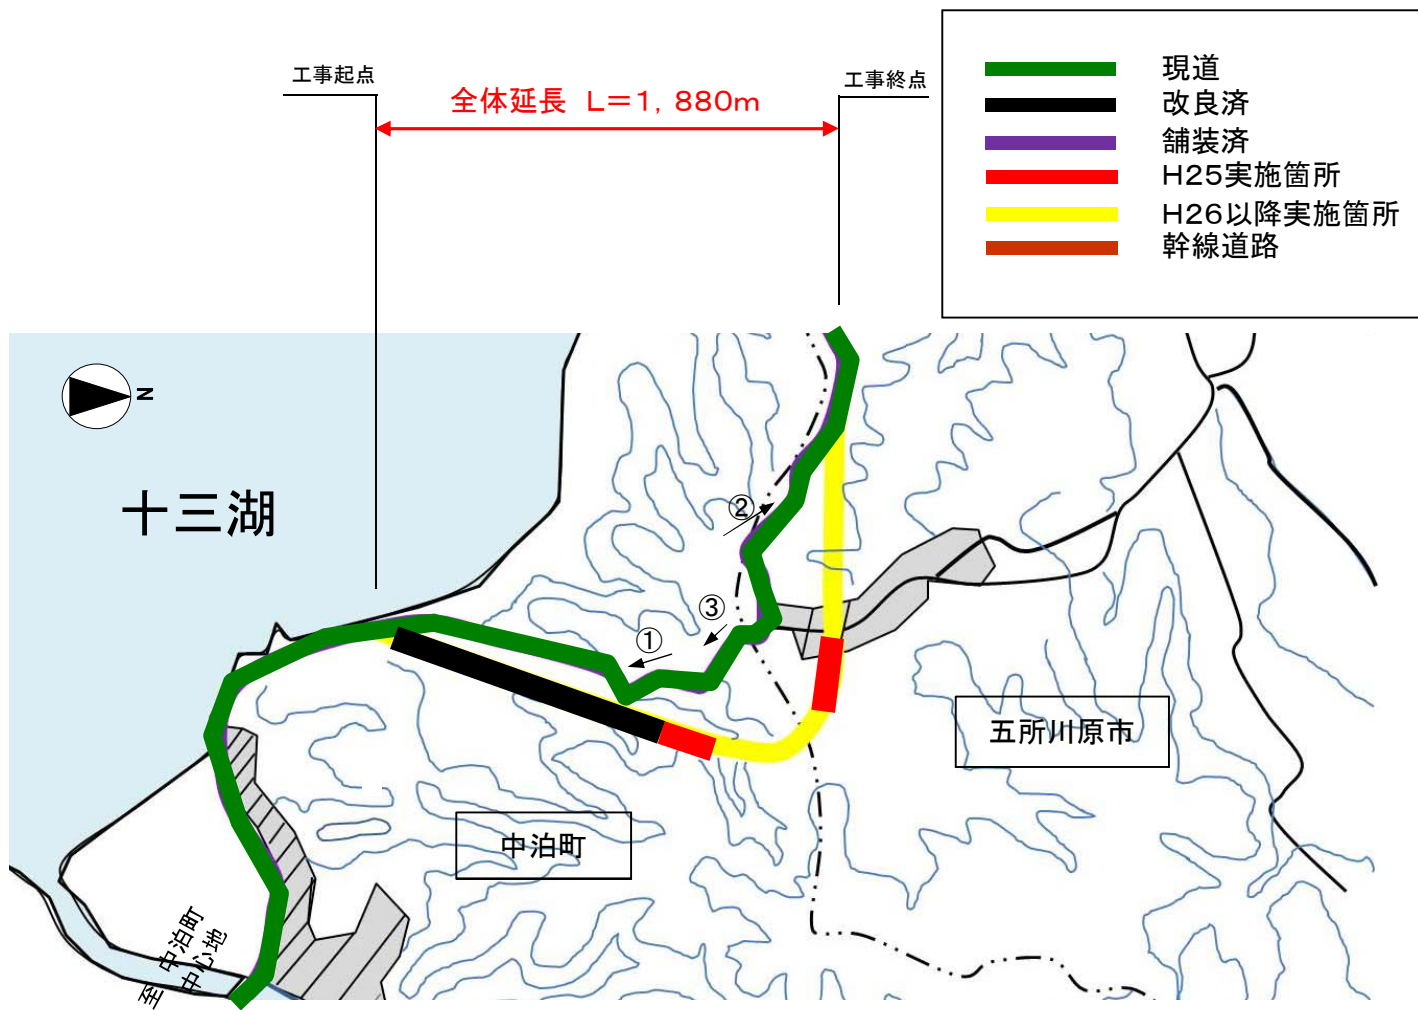 工事起点
全体延長 L=1,880m
工事終点
現道
改良済
舗装済
H25実施箇所
H26以降実施箇所
幹線道路
N
十三湖
②
③
①
五所川原市
中泊町
至 中泊町
中心地